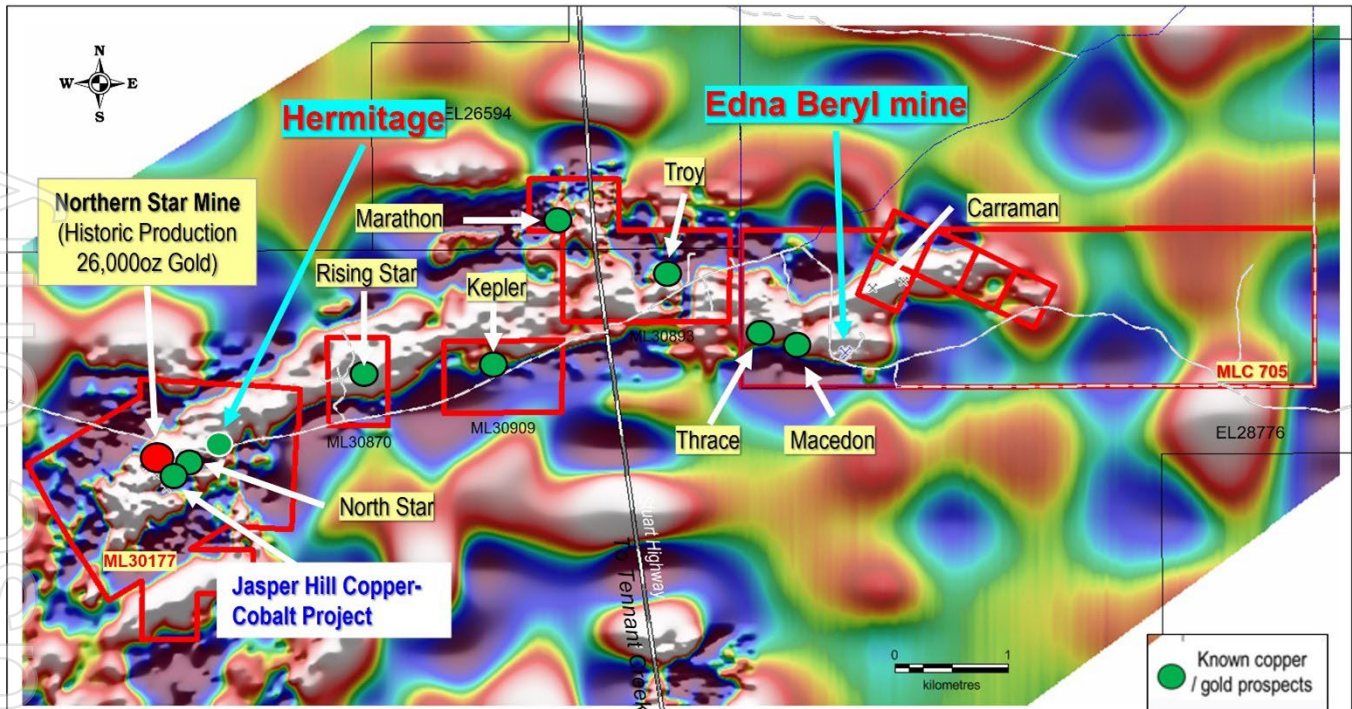 N
W E
S
EL26594
Hermitage
Edna Beryl mine
Northern Star Mine
(Historic Production
26,000oz Gold)
Marathon
Troy
Carraman
Rising Star
Kepler
ML30893
ML30870
ML30909
Thrace
Macedon
MLC 705
EL28776
North Star
ML30177
Jasper Hill Copper-
Cobalt Project
Stuart Highway
To Tennant Creek
0 1
kilometres
Known copper
/ gold prospects